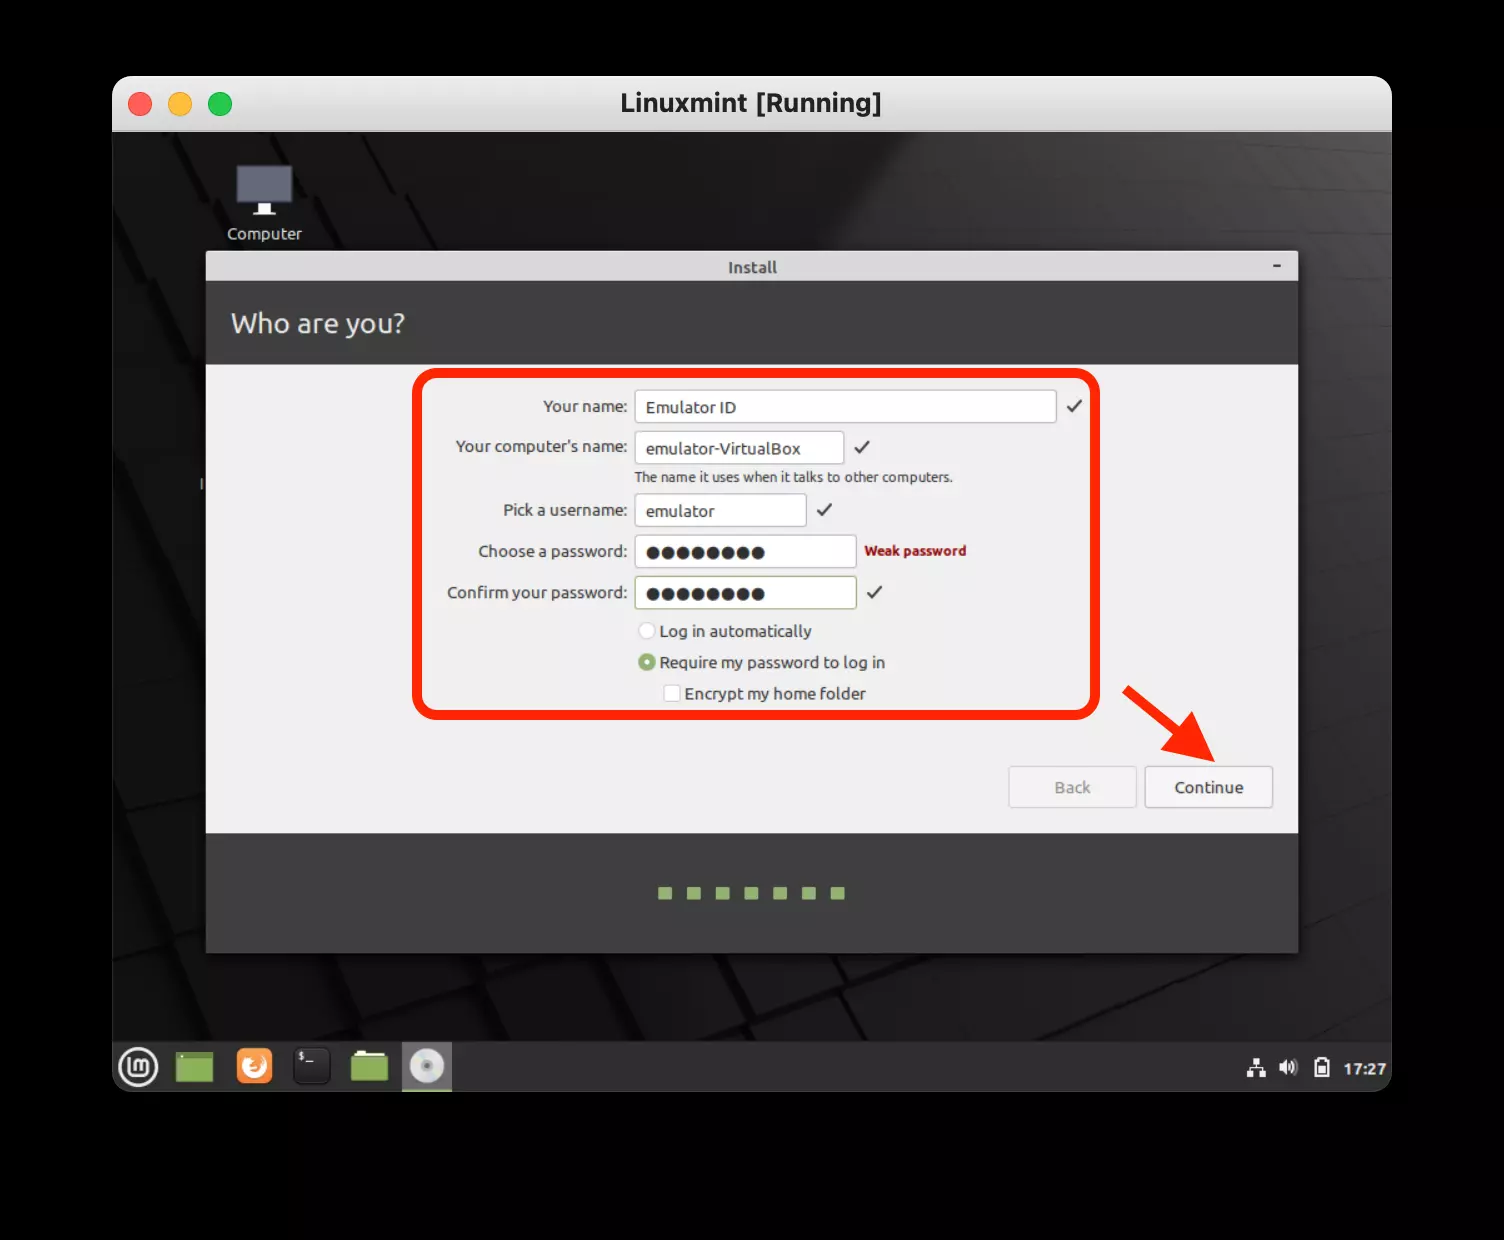 Linuxmint [Running]
Computer
Install
Who are you?
Your name: Emulator ID
Your computer's name: emulator-VirtualBox
The name it uses when it talks to other computers.
Pick a username: emulator
Choose a password: ●●●●●●●● Weak password
Confirm your password: ●●●●●●●●
Log in automatically
Require my password to log in
Encrypt my home folder
Back
Continue
$_
17:27